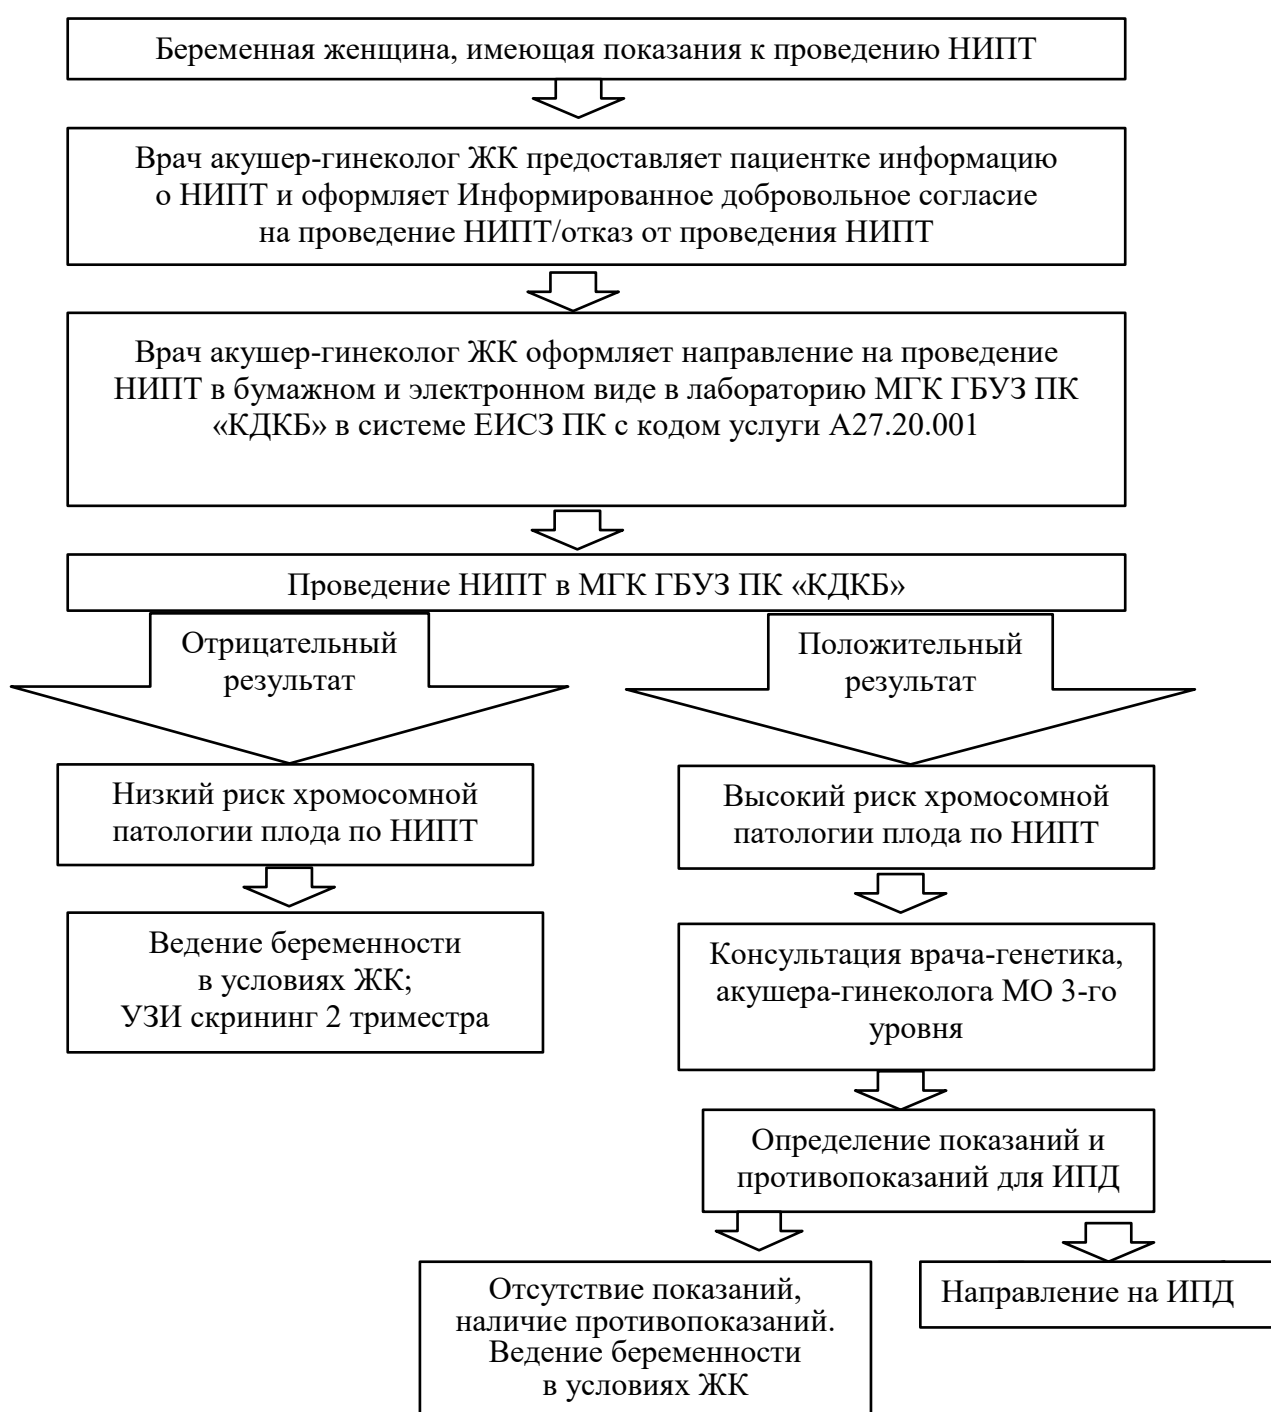 Беременная женщина, имеющая показания к проведению НИПТ
Врач акушер-гинеколог ЖК предоставляет пациентке информацию
о НИПТ и оформляет Информированное добровольное согласие
на проведение НИПТ/отказ от проведения НИПТ
Врач акушер-гинеколог ЖК оформляет направление на проведение
НИПТ в бумажном и электронном виде в лабораторию МГК ГБУЗ ПК
«КДКБ» в системе ЕИСЗ ПК с кодом услуги А27.20.001
Проведение НИПТ в МГК ГБУЗ ПК «КДКБ»
Отрицательный
результат
Положительный
результат
Низкий риск хромосомной
патологии плода по НИПТ
Высокий риск хромосомной
патологии плода по НИПТ
Ведение беременности
в условиях ЖК;
УЗИ скрининг 2 триместра
Консультация врача-генетика,
акушера-гинеколога МО 3-го
уровня
Определение показаний и
противопоказаний для ИПД
Отсутствие показаний,
наличие противопоказаний.
Ведение беременности
в условиях ЖК
Направление на ИПД